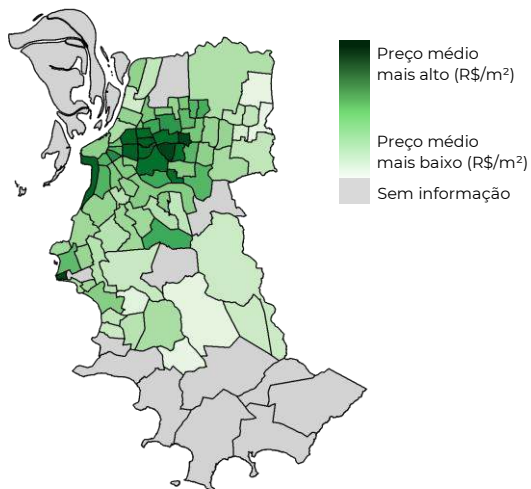 Preço médio
mais alto (R$/m²)
Preço médio
mais baixo (R$/m²)
Sem informação